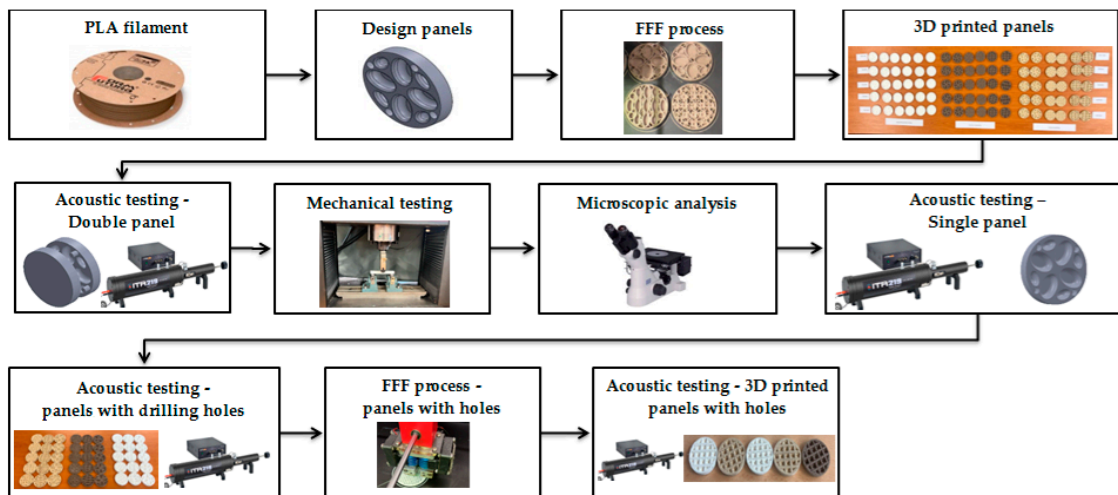 PLA filament
Design panels
FFF process
3D printed panels
Acoustic testing -
Double panel
Mechanical testing
Microscopic analysis
Acoustic testing –
Single panel
Acoustic testing -
panels with drilling holes
FFF process -
panels with holes
Acoustic testing - 3D printed
panels with holes